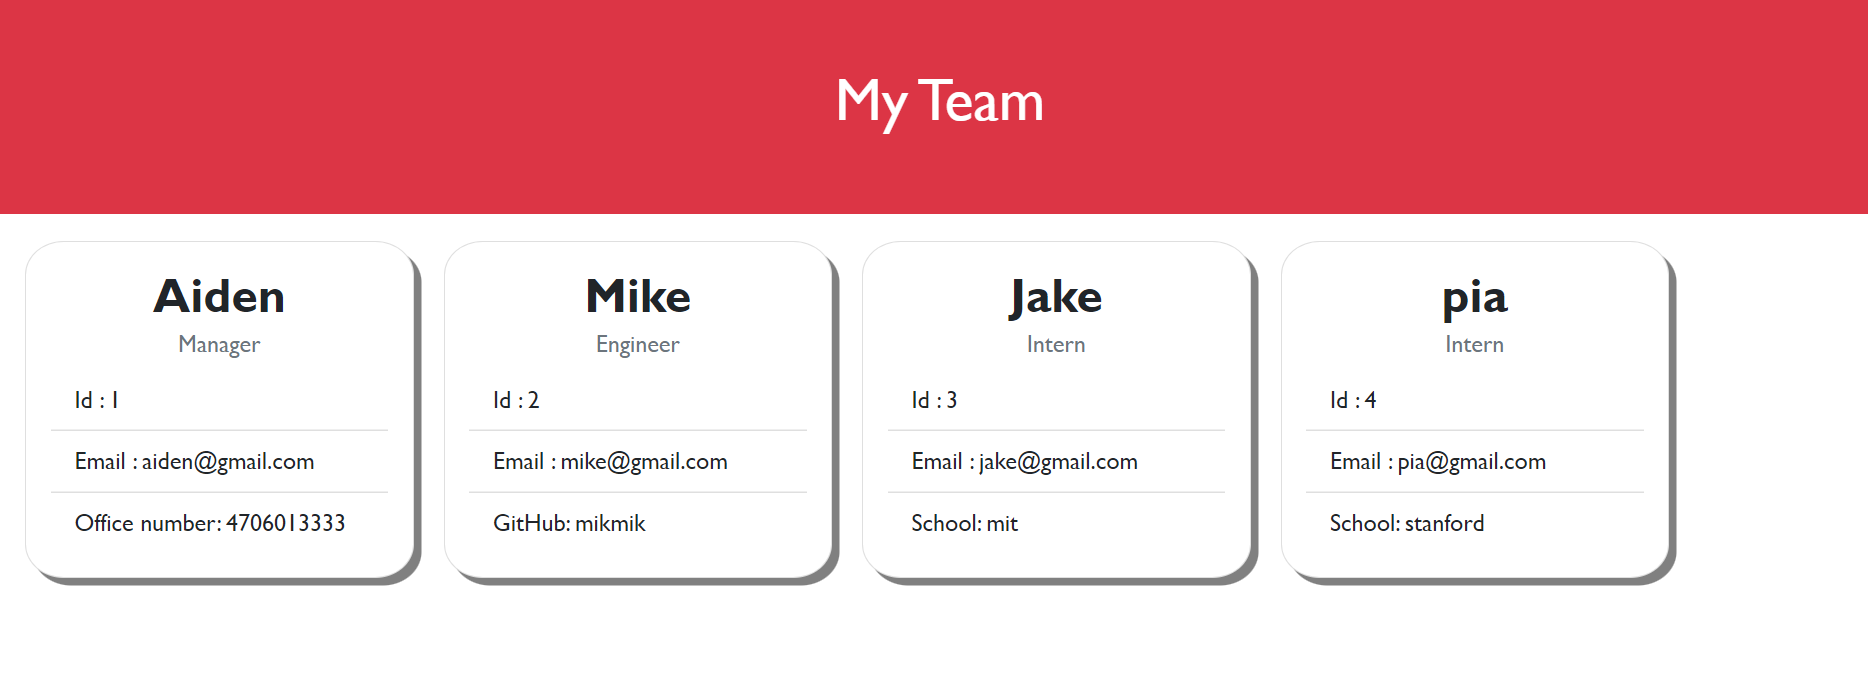 My Team
Aiden
Manager
Id : 1
Email : aiden@gmail.com
Office number: 4706013333
Mike
Engineer
Id : 2
Email : mike@gmail.com
GitHub: mikmik
Jake
Intern
Id : 3
Email : jake@gmail.com
School: mit
pia
Intern
Id : 4
Email : pia@gmail.com
School: stanford